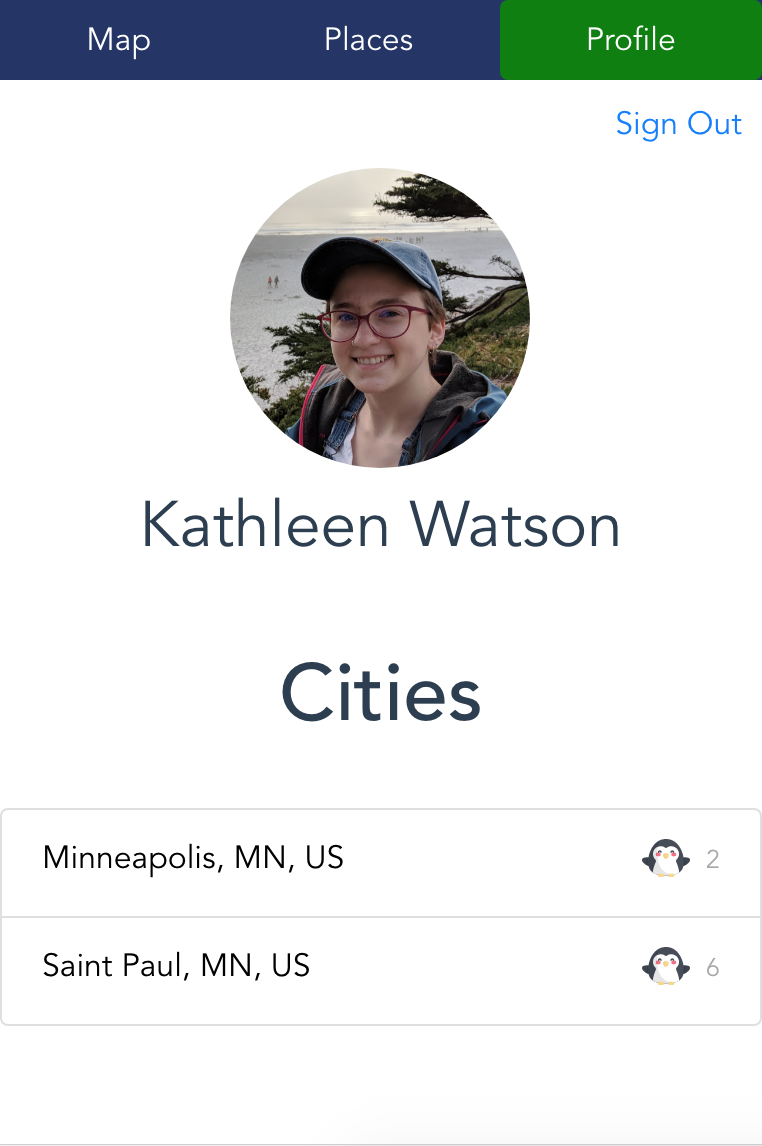 Map Places Profile
Sign Out
Kathleen Watson
Cities
Minneapolis, MN, US 2
Saint Paul, MN, US 6